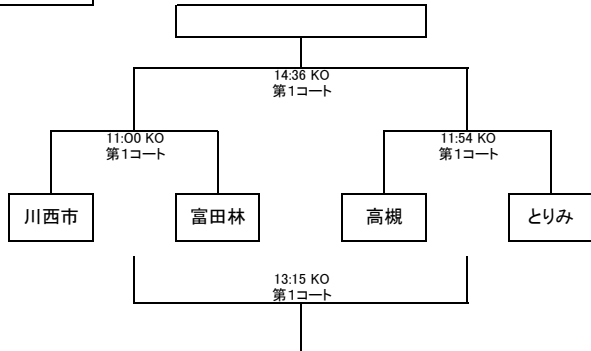 14:36 KO
第1コート
11:00 KO
第1コート
11:54 KO
第1コート
川西市
富田林
高槻
とりみ
13:15 KO
第1コート